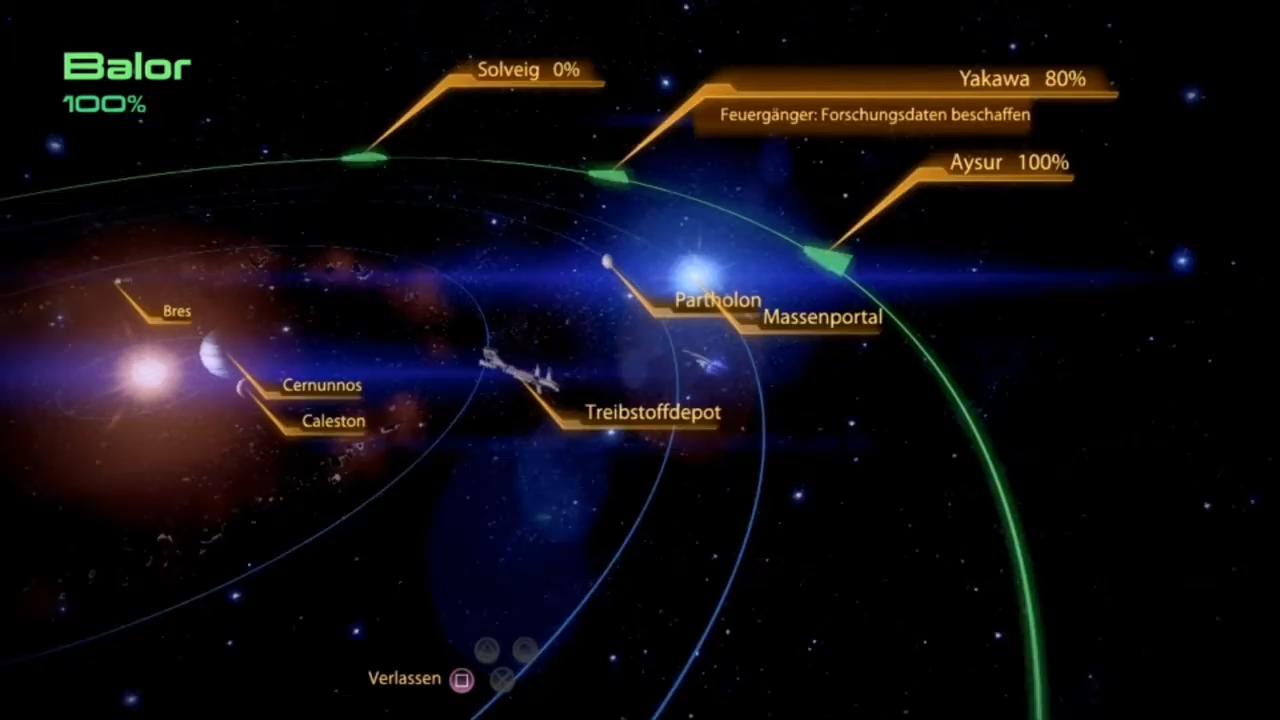 Balor
100%
Solveig 0%
Yakawa 80%
Feuergänger: Forschungsdaten beschaffen
Aysur 100%
Bres
Partholon
Massenportal
Cernunnos
Caleston
Treibstoffdepot
Verlassen